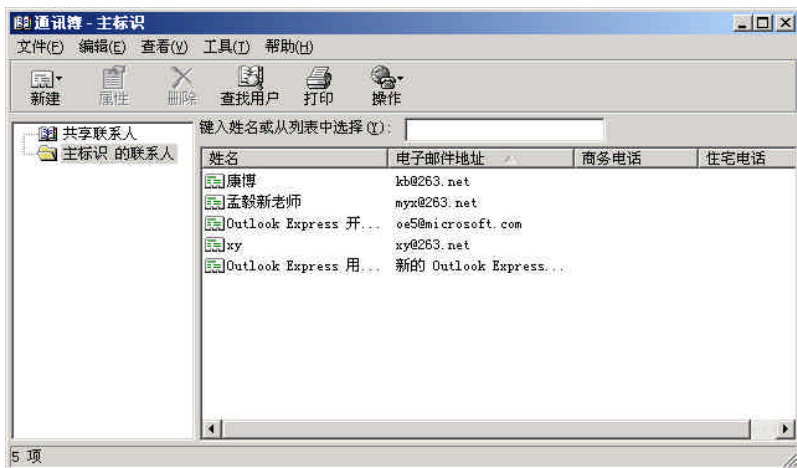 通讯簿 - 主标识
文件(F) 编辑(E) 查看(V) 工具(T) 帮助(H)
新建 属性 删除 查找用户 打印 操作
共享联系人
主标识 的联系人
键入姓名或从列表中选择(Y):
姓名 电子邮件地址 商务电话 住宅电话
康博 kb@263.net
孟毅新老师 myx@263.net
Outlook Express 开... oe5@microsoft.com
xy xy@263.net
Outlook Express 用... 新的 Outlook Express...
5 项